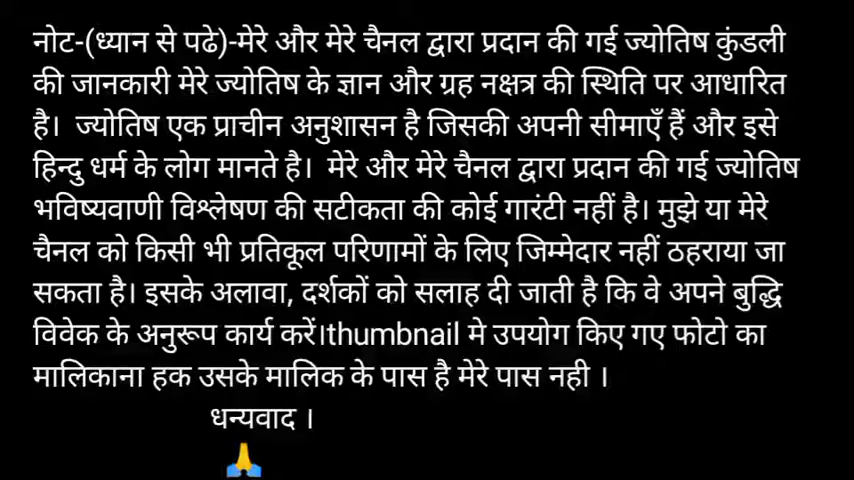 नोट-(ध्यान से पढे)-मेरे और मेरे चैनल द्वारा प्रदान की गई ज्योतिष कुंडली
की जानकारी मेरे ज्योतिष के ज्ञान और ग्रह नक्षत्र की स्थिति पर आधारित
है।  ज्योतिष एक प्राचीन अनुशासन है जिसकी अपनी सीमाएँ हैं और इसे
हिन्दु धर्म के लोग मानते है।  मेरे और मेरे चैनल द्वारा प्रदान की गई ज्योतिष
भविष्यवाणी विश्लेषण की सटीकता की कोई गारंटी नहीं है। मुझे या मेरे
चैनल को किसी भी प्रतिकूल परिणामों के लिए जिम्मेदार नहीं ठहराया जा
सकता है। इसके अलावा, दर्शकों को सलाह दी जाती है कि वे अपने बुद्धि
विवेक के अनुरूप कार्य करें।thumbnail मे उपयोग किए गए फोटो का
मालिकाना हक उसके मालिक के पास है मेरे पास नही ।
धन्यवाद ।
🙏